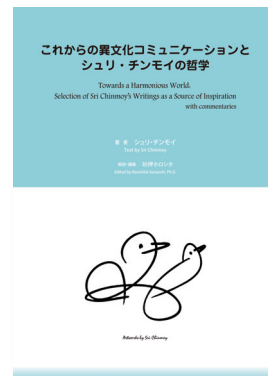 これからの異文化コミュニケーションと
シュリ・チンモイの哲学
Towards a Harmonious World:
Selection of Sri Chinmoy's Writings as a Source of Inspiration
with commentaries
著者 シュリ・チンモイ
Text by Sri Chinmoy
Edited by
Ph.D.
Artworks by Sri Chinmoy